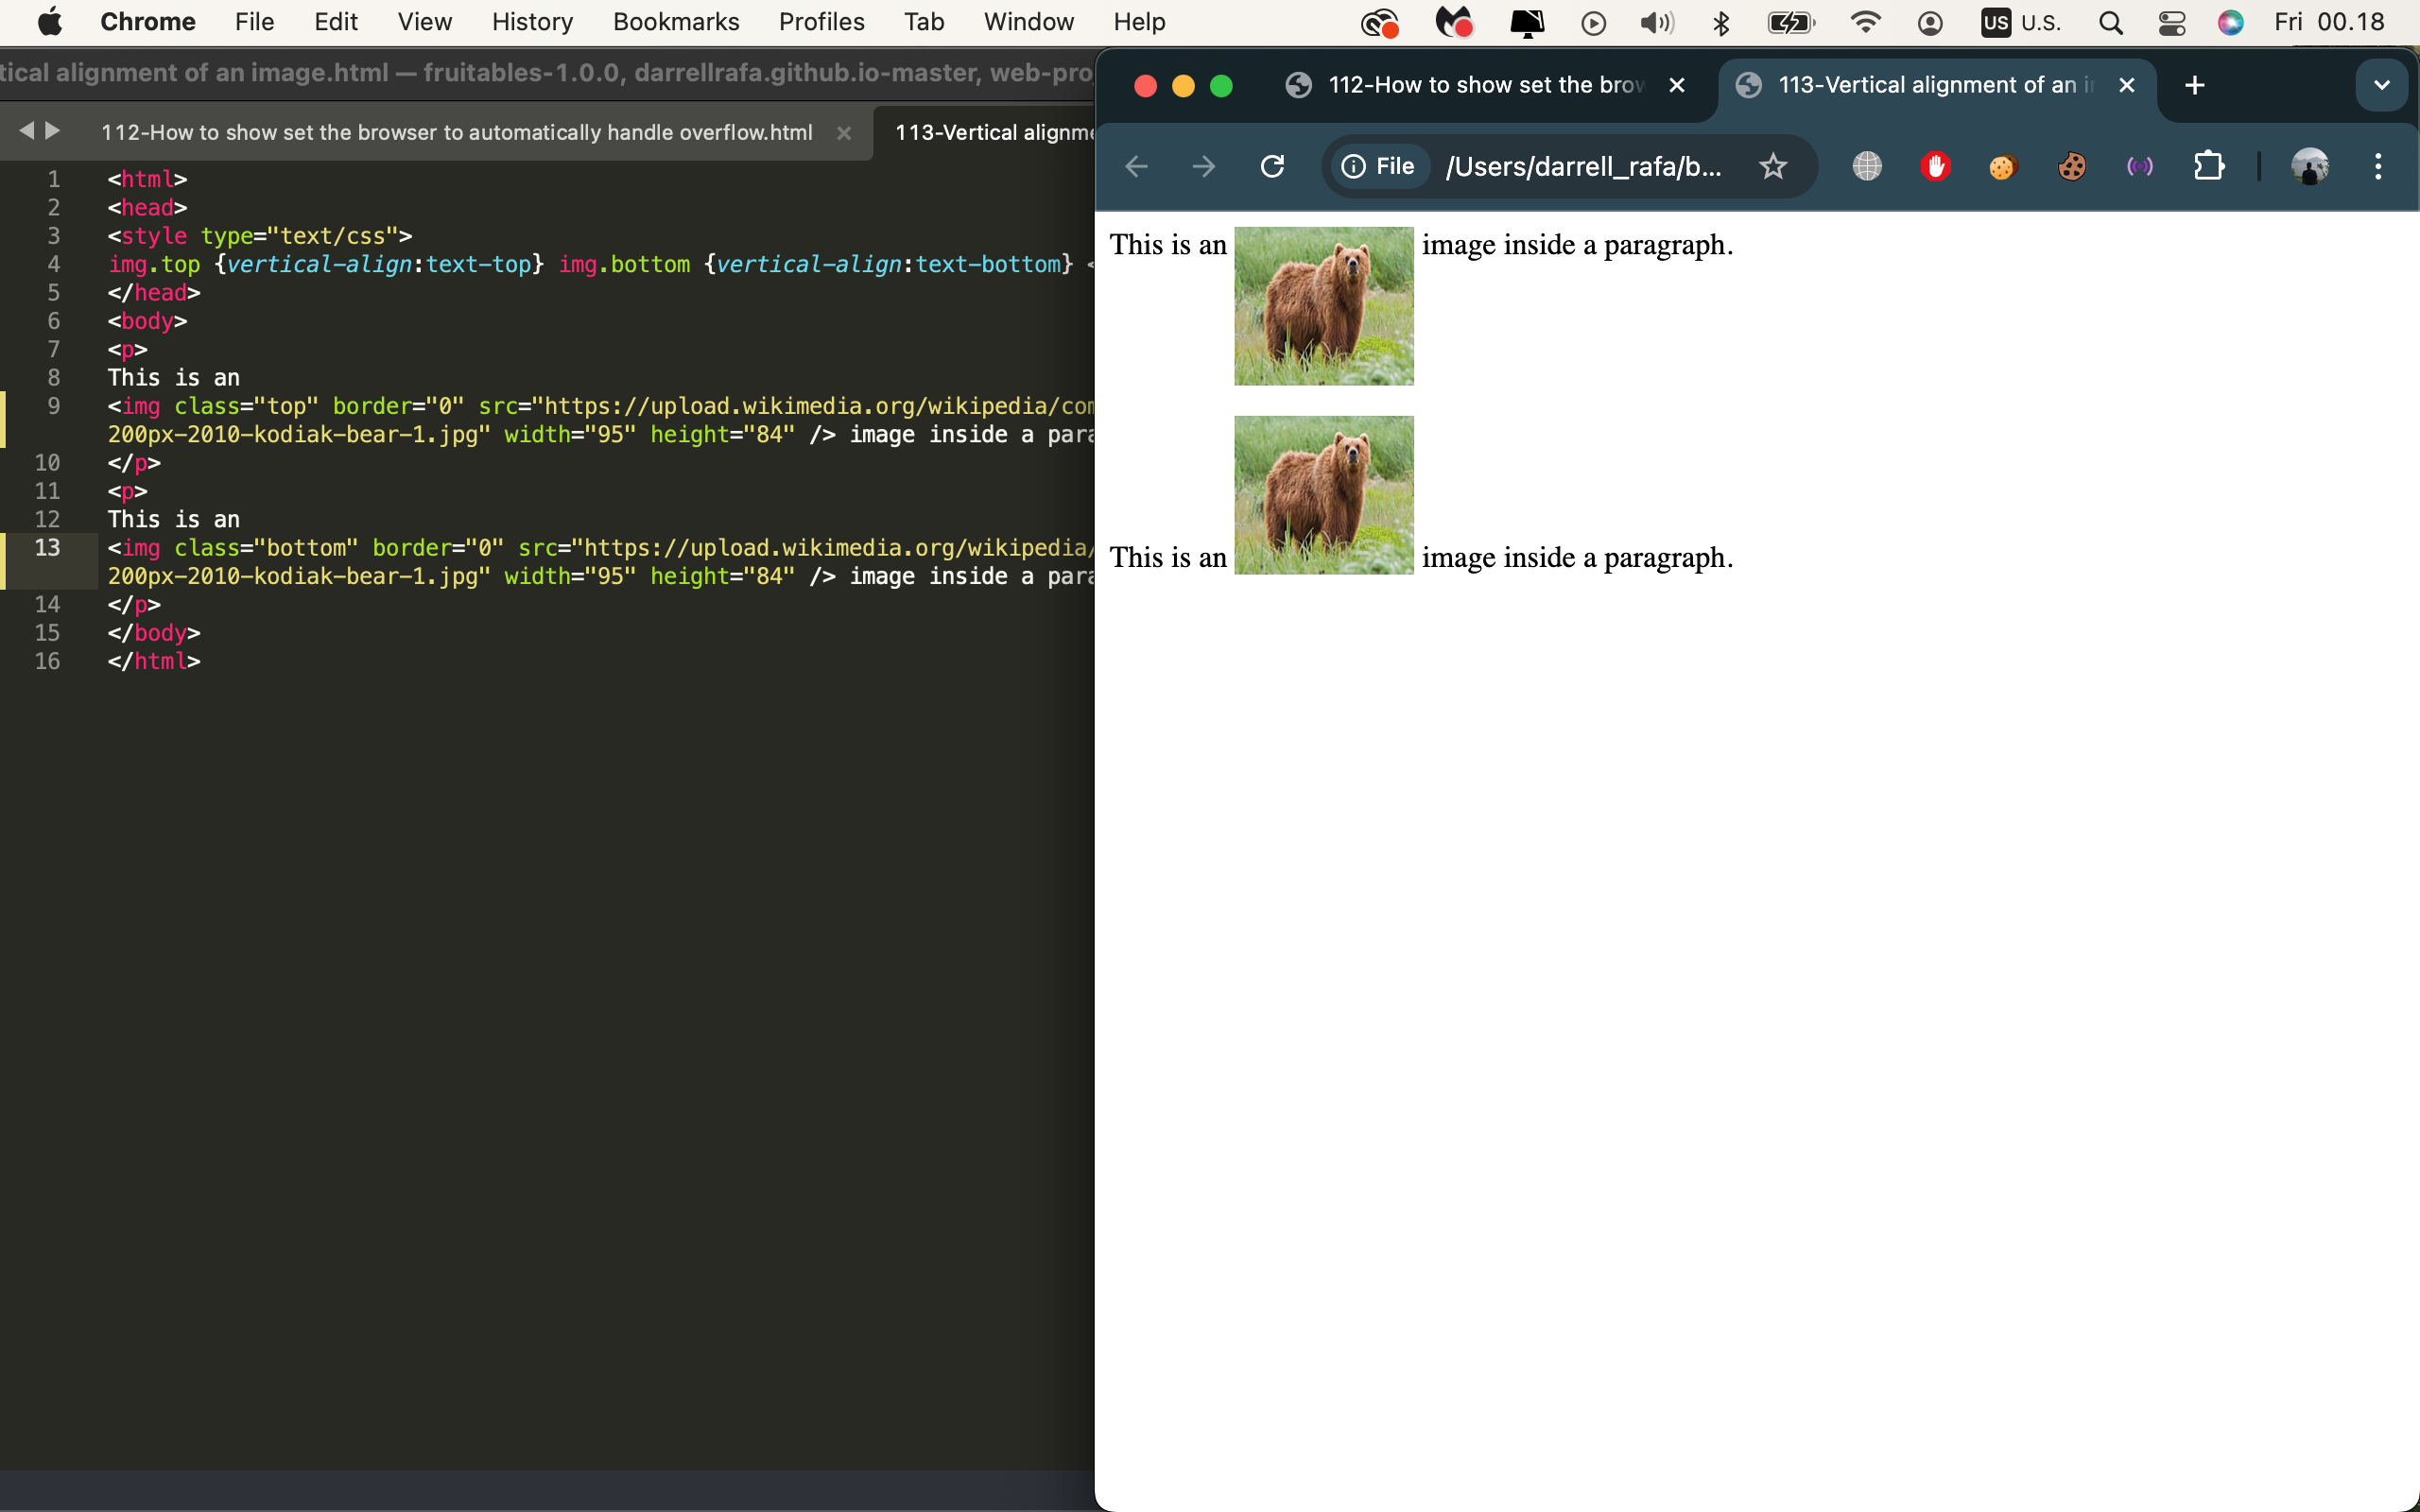 Chrome File Edit View History Bookmarks Profiles Tab Window Help US U.S. Fri 00.18
tical alignment of an image.html — fruitables-1.0.0, darrellrafa.github.io-master, web-pro
112-How to show set the browser to automatically handle overflow.html
113-Vertical alignme
1 <html>
2 <head>
3 <style type="text/css">
4 img.top {vertical-align:text-top} img.bottom {vertical-align:text-bottom} <
5 </head>
6 <body>
7 <p>
8 This is an
9 <img class="top" border="0" src="https://upload.wikimedia.org/wikipedia/com
200px-2010-kodiak-bear-1.jpg" width="95" height="84" /> image inside a para
10 </p>
11 <p>
12 This is an
13 <img class="bottom" border="0" src="https://upload.wikimedia.org/wikipedia/
200px-2010-kodiak-bear-1.jpg" width="95" height="84" /> image inside a para
14 </p>
15 </body>
16 </html>
112-How to show set the brow
113-Vertical alignment of an i
File /Users/darrell_rafa/b...
This is an image inside a paragraph.
This is an image inside a paragraph.